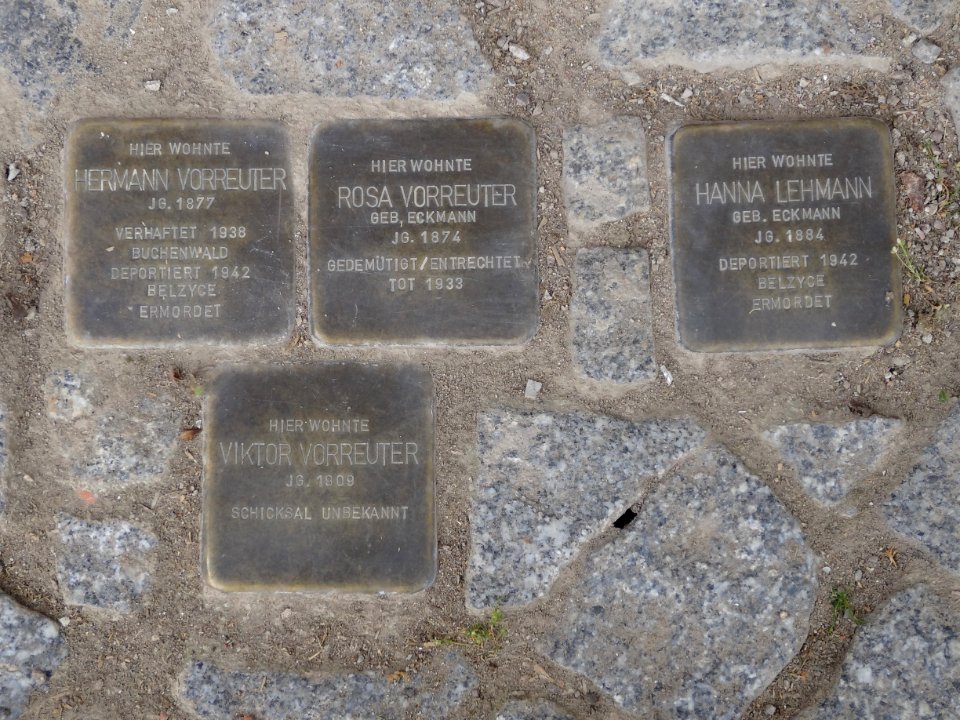 HIER WOHNTE
HERMANN VORREUTER
JG. 1877
VERHAFTET 1938
BUCHENWALD
DEPORTIERT 1942
BELZYCE
ERMORDET
HIER WOHNTE
ROSA VORREUTER
GEB. ECKMANN
JG. 1874
GEDEMÜTIGT/ENTRECHTET
TOT 1933
HIER WOHNTE
HANNA LEHMANN
GEB. ECKMANN
JG. 1884
DEPORTIERT 1942
BELZYCE
ERMORDET
HIER WOHNTE
VIKTOR VORREUTER
JG. 1809
SCHICKSAL UNBEKANNT